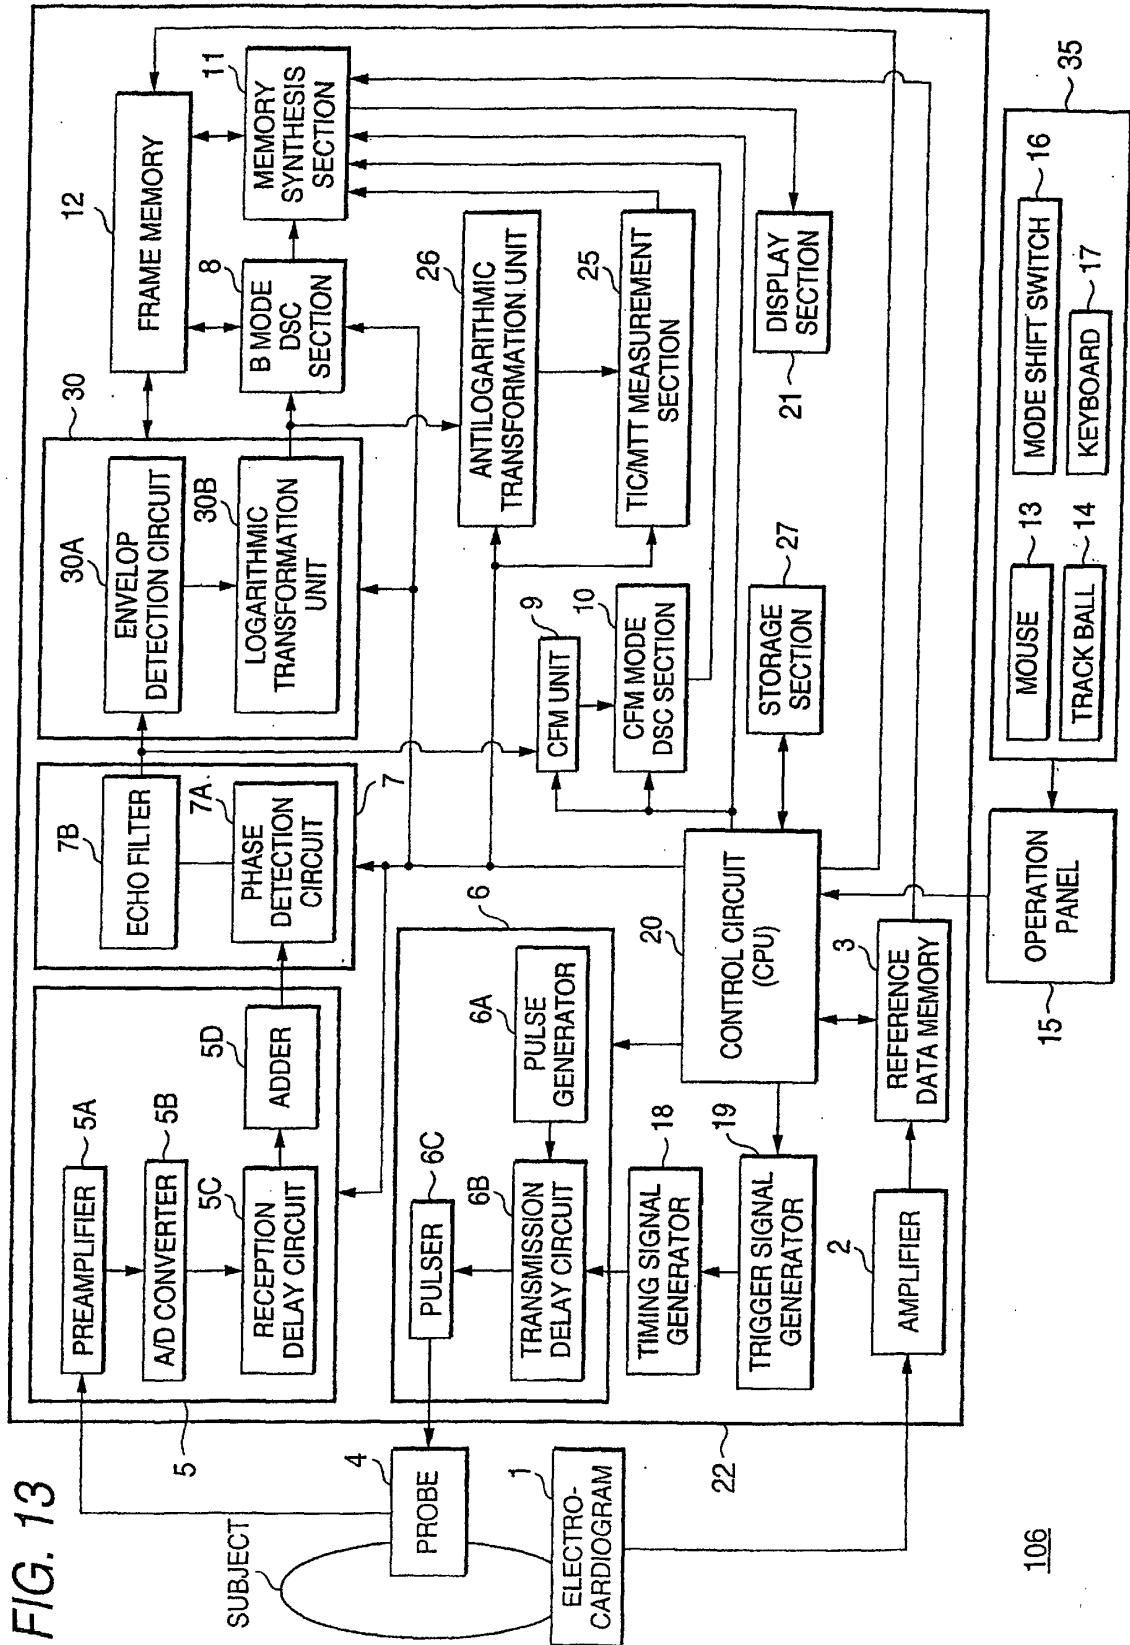 FIG. 13
SUBJECT
PROBE
4
ELECTRO-
CARDIOGRAM
1
5
PREAMPLIFIER
5A
A/D CONVERTER
5B
RECEPTION
DELAY CIRCUIT
5C
ADDER
5D
7B
ECHO FILTER
7A
PHASE
DETECTION
CIRCUIT
7
30A
ENVELOP
DETECTION CIRCUIT
30B
LOGARITHMIC
TRANSFORMATION
UNIT
30
12
FRAME MEMORY
8
B MODE
DSC
SECTION
11
MEMORY
SYNTHESIS
SECTION
26
ANTILOGARITHMIC
TRANSFORMATION UNIT
25
TIC/MTT MEASUREMENT
SECTION
9
CFM UNIT
10
CFM MODE
DSC SECTION
27
STORAGE
SECTION
DISPLAY
SECTION
21
6
6A
PULSE
GENERATOR
6B
TRANSMISSION
DELAY CIRCUIT
6C
PULSER
18
TIMING SIGNAL
GENERATOR
19
TRIGGER SIGNAL
GENERATOR
20
CONTROL CIRCUIT
(CPU)
2
AMPLIFIER
3
REFERENCE
DATA MEMORY
22
OPERATION
PANEL
15
MOUSE
13
TRACK BALL
14
MODE SHIFT SWITCH
16
KEYBOARD
17
35
106